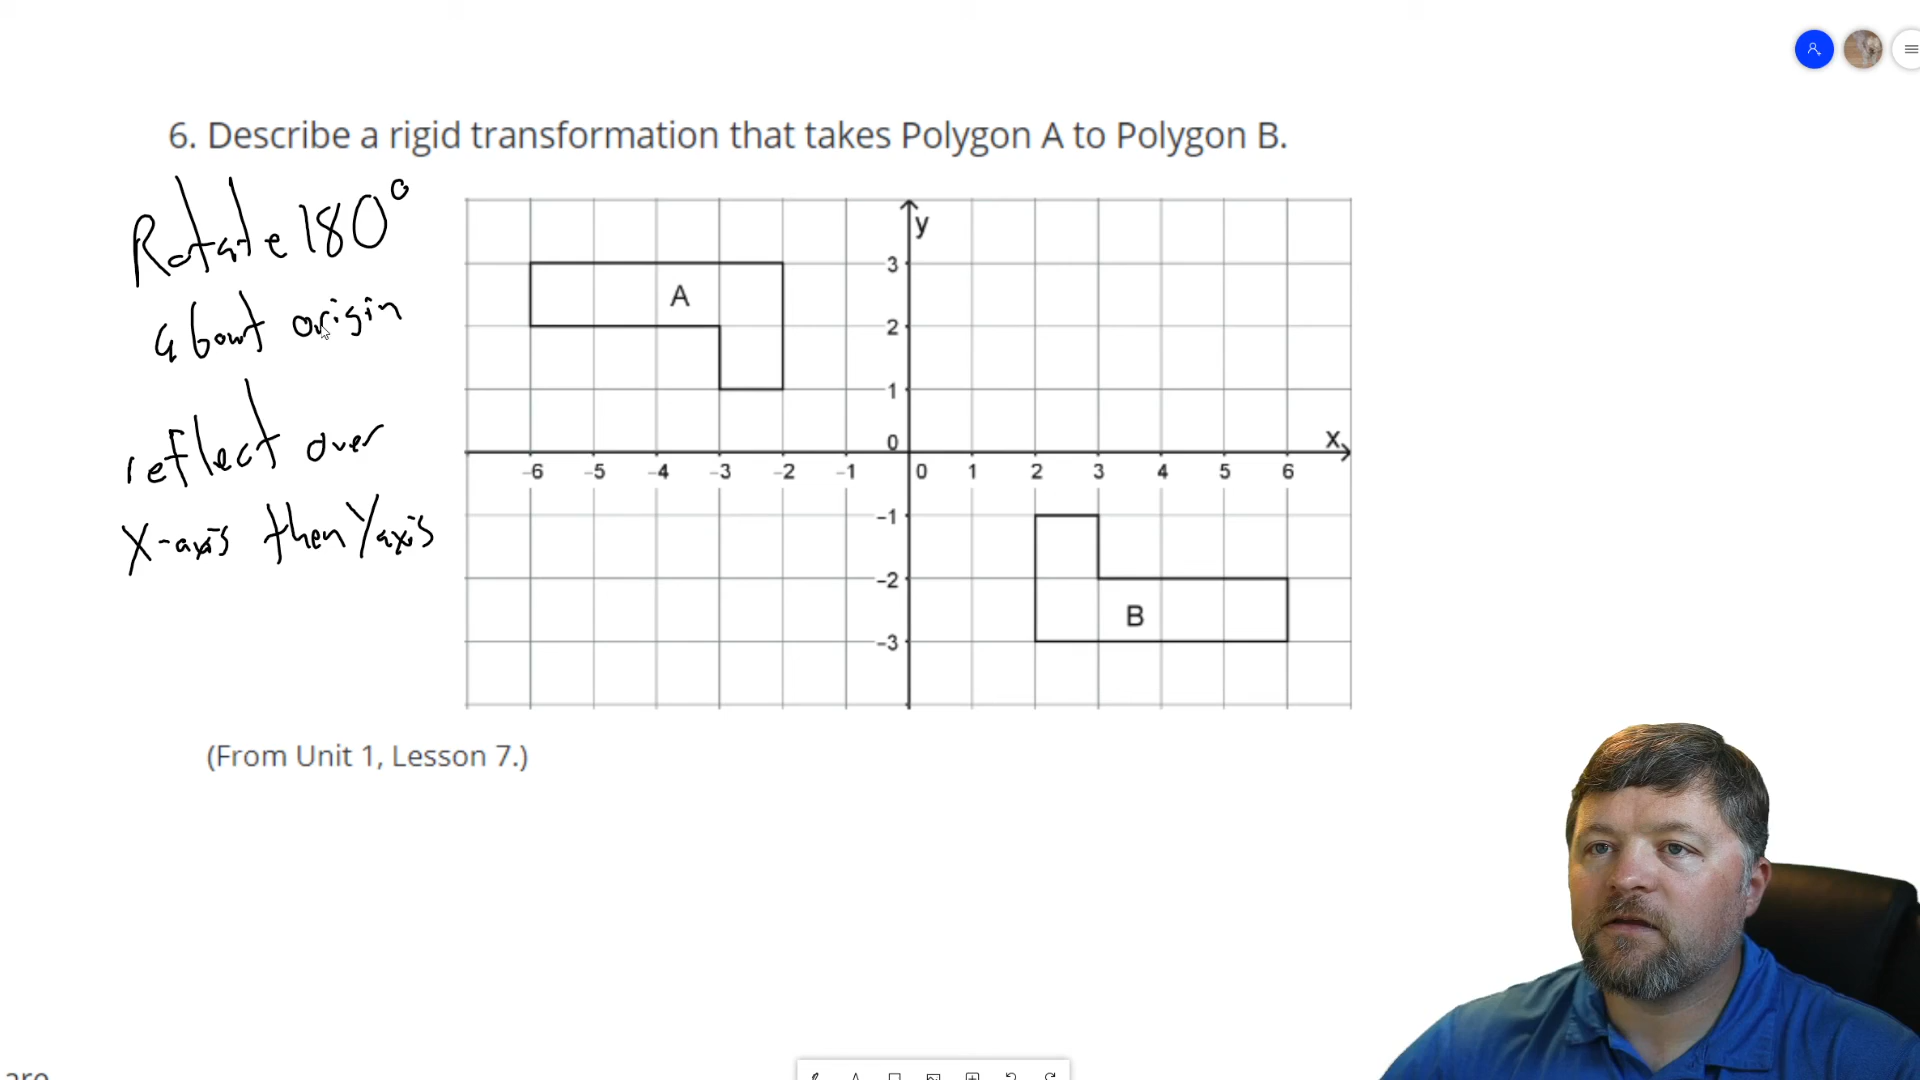 6. Describe a rigid transformation that takes Polygon A to Polygon B.
Rotate 180°
about origin
reflect over
X-axis then Y axis
y
3
A
2
1
0
x
-6 -5 -4 -3 -2 -1 0 1 2 3 4 5 6
-1
-2
B
-3
(From Unit 1, Lesson 7.)